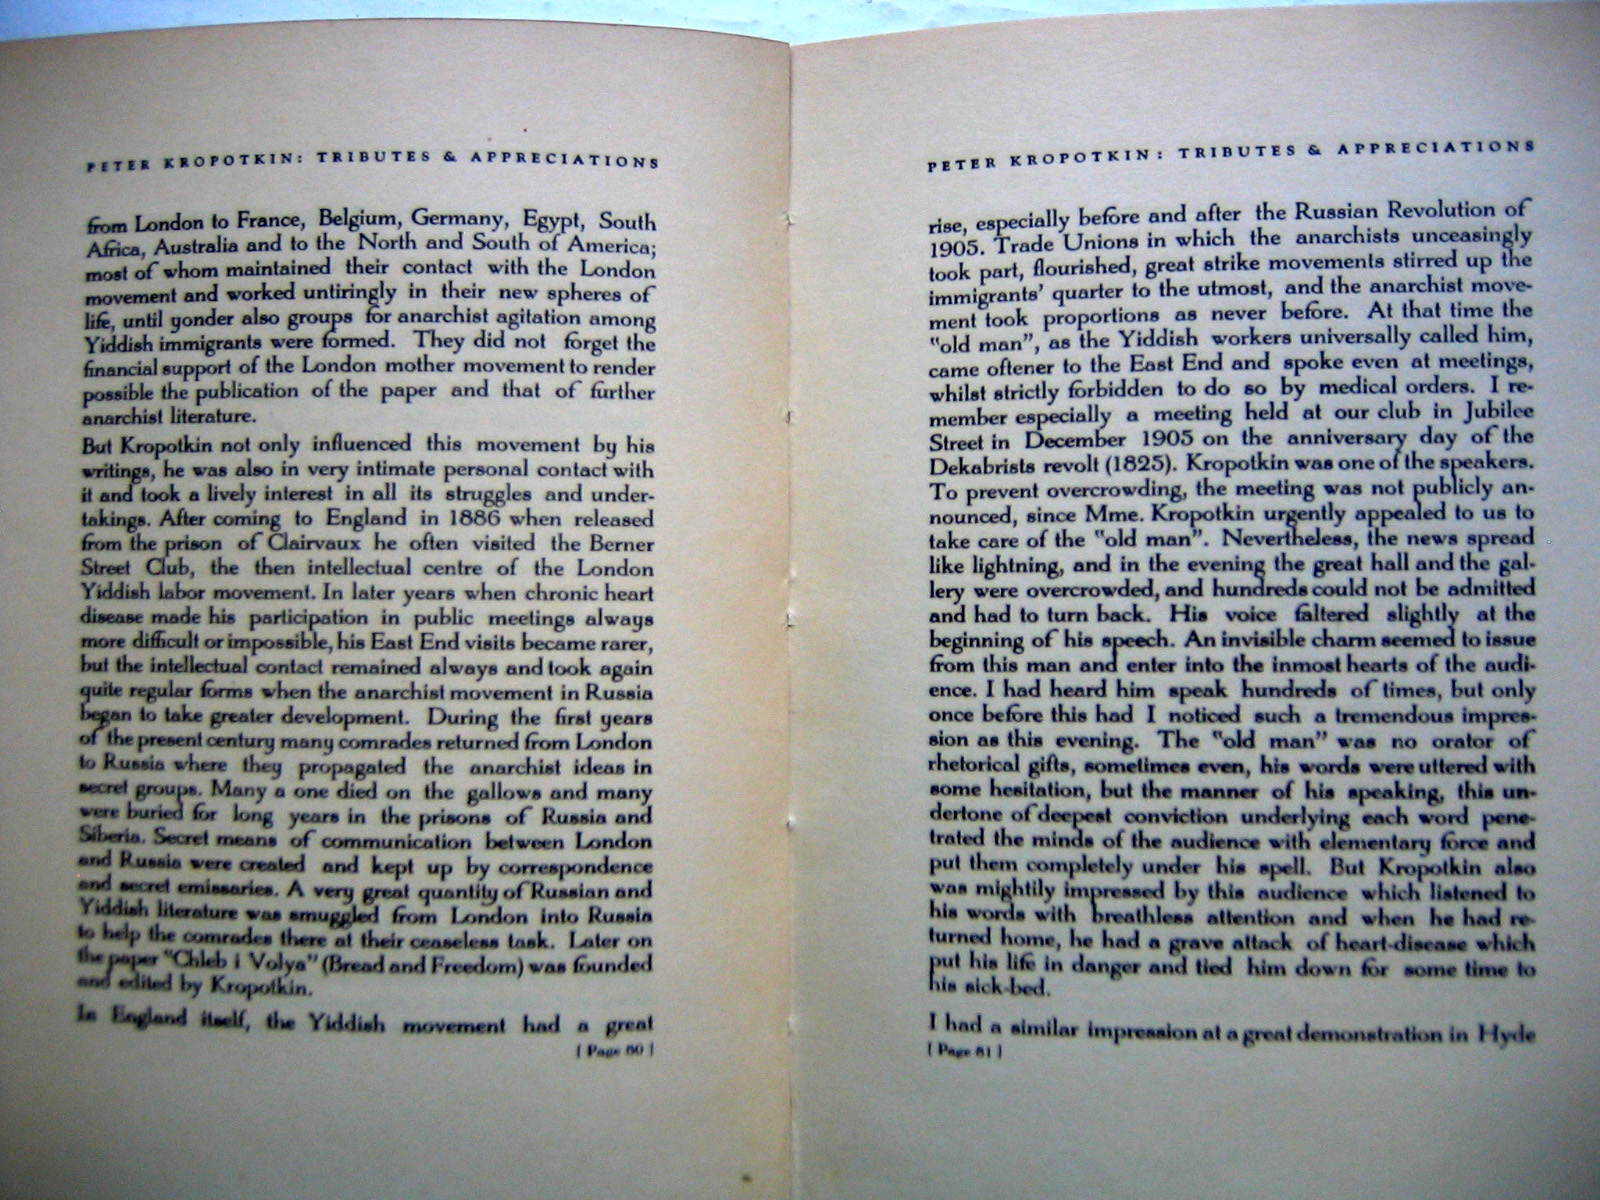 PETER KROPOTKIN: TRIBUTES & APPRECIATIONS
from London to France, Belgium, Germany, Egypt, South
Africa, Australia and to the North and South of America;
most of whom maintained their contact with the London
movement and worked untiringly in their new spheres of
life, until yonder also groups for anarchist agitation among
Yiddish immigrants were formed. They did not forget the
financial support of the London mother movement to render
possible the publication of the paper and that of further
anarchist literature.
But Kropotkin not only influenced this movement by his
writings, he was also in very intimate personal contact with
it and took a lively interest in all its struggles and under-
takings. After coming to England in 1886 when released
from the prison of Clairvaux he often visited the Berner
Street Club, the then intellectual centre of the London
Yiddish labor movement. In later years when chronic heart
disease made his participation in public meetings always
more difficult or impossible, his East End visits became rarer,
but the intellectual contact remained always and took again
quite regular forms when the anarchist movement in Russia
began to take greater development. During the first years
of the present century many comrades returned from London
to Russia where they propagated the anarchist ideas in
secret groups. Many a one died on the gallows and many
were buried for long years in the prisons of Russia and
Siberia. Secret means of communication between London
and Russia were created and kept up by correspondence
and secret emissaries. A very great quantity of Russian and
Yiddish literature was smuggled from London into Russia
to help the comrades there at their ceaseless task. Later on
the paper "Chleb i Volya" (Bread and Freedom) was founded
and edited by Kropotkin.
In England itself, the Yiddish movement had a great
[ Page 80 ]
PETER KROPOTKIN: TRIBUTES & APPRECIATIONS
rise, especially before and after the Russian Revolution of
1905. Trade Unions in which the anarchists unceasingly
took part, flourished, great strike movements stirred up the
immigrants' quarter to the utmost, and the anarchist move-
ment took proportions as never before. At that time the
"old man", as the Yiddish workers universally called him,
came oftener to the East End and spoke even at meetings,
whilst strictly forbidden to do so by medical orders. I re-
member especially a meeting held at our club in Jubilee
Street in December 1905 on the anniversary day of the
Dekabrists revolt (1825). Kropotkin was one of the speakers.
To prevent overcrowding, the meeting was not publicly an-
nounced, since Mme. Kropotkin urgently appealed to us to
take care of the "old man". Nevertheless, the news spread
like lightning, and in the evening the great hall and the gal-
lery were overcrowded, and hundreds could not be admitted
and had to turn back. His voice faltered slightly at the
beginning of his speech. An invisible charm seemed to issue
from this man and enter into the inmost hearts of the audi-
ence. I had heard him speak hundreds of times, but only
once before this had I noticed such a tremendous impres-
sion as this evening. The "old man" was no orator of
rhetorical gifts, sometimes even, his words were uttered with
some hesitation, but the manner of his speaking, this un-
dertone of deepest conviction underlying each word pene-
trated the minds of the audience with elementary force and
put them completely under his spell. But Kropotkin also
was mightily impressed by this audience which listened to
his words with breathless attention and when he had re-
turned home, he had a grave attack of heart-disease which
put his life in danger and tied him down for some time to
his sick-bed.
I had a similar impression at a great demonstration in Hyde
[ Page 81 ]